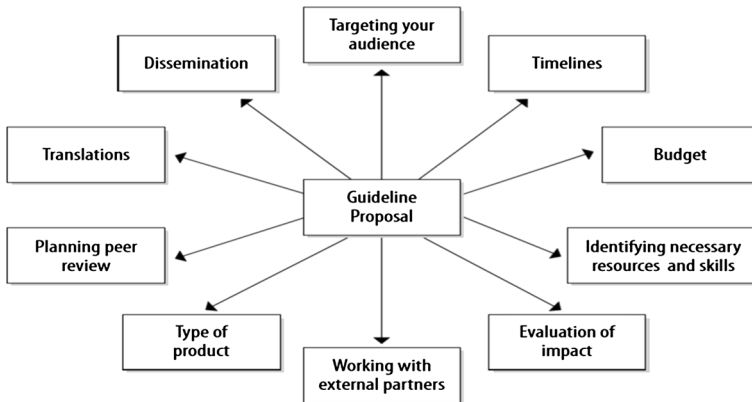 Targeting your
audience
Dissemination
Timelines
Translations
Budget
Guideline
Proposal
Planning peer
review
Identifying necessary
resources and skills
Type of
product
Evaluation of
impact
Working with
external partners